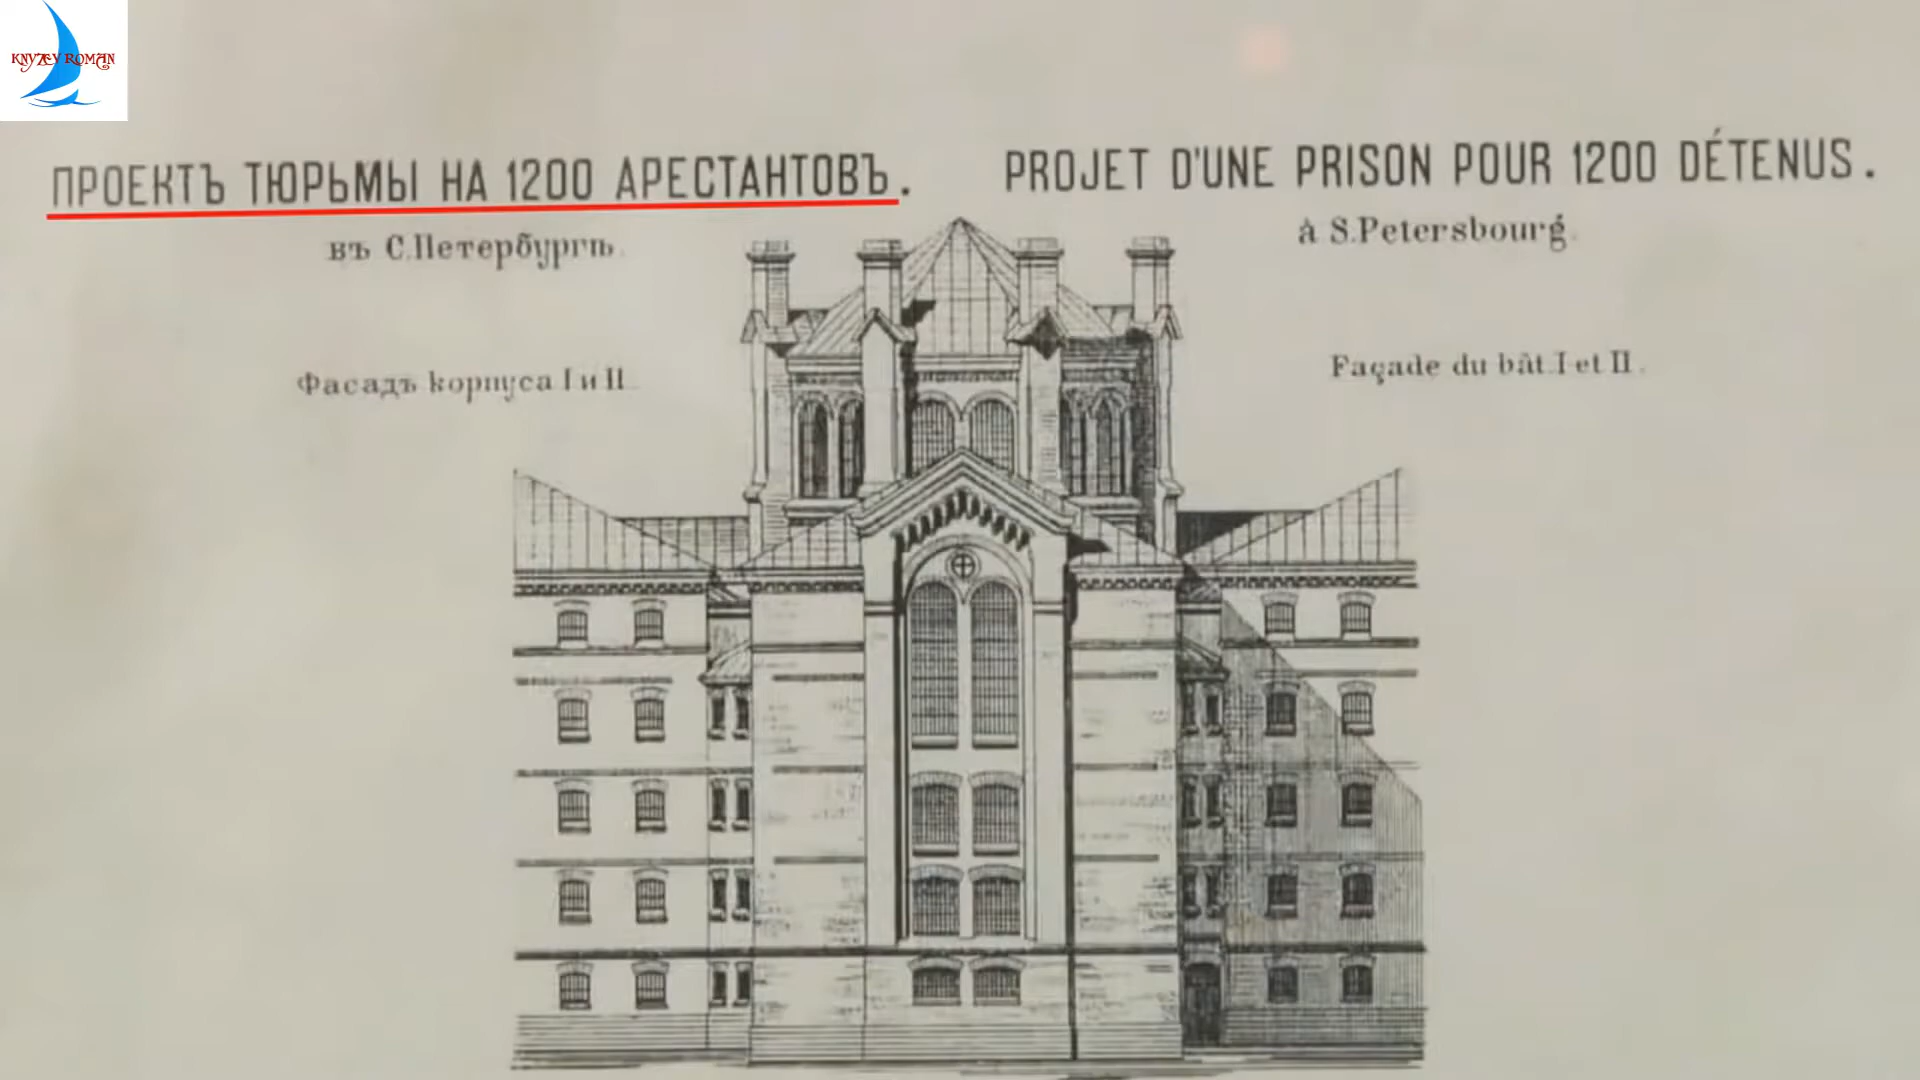 KNYAZEV ROMAN
ПРОЕКТЪ ТЮРЬМЫ НА 1200 АРЕСТАНТОВЪ.
въ С.Петербургѣ.
Фасадъ корпуса I и II.
PROJET D'UNE PRISON POUR 1200 DÉTENUS.
à S.Petersbourg.
Façade du bât. I et II.